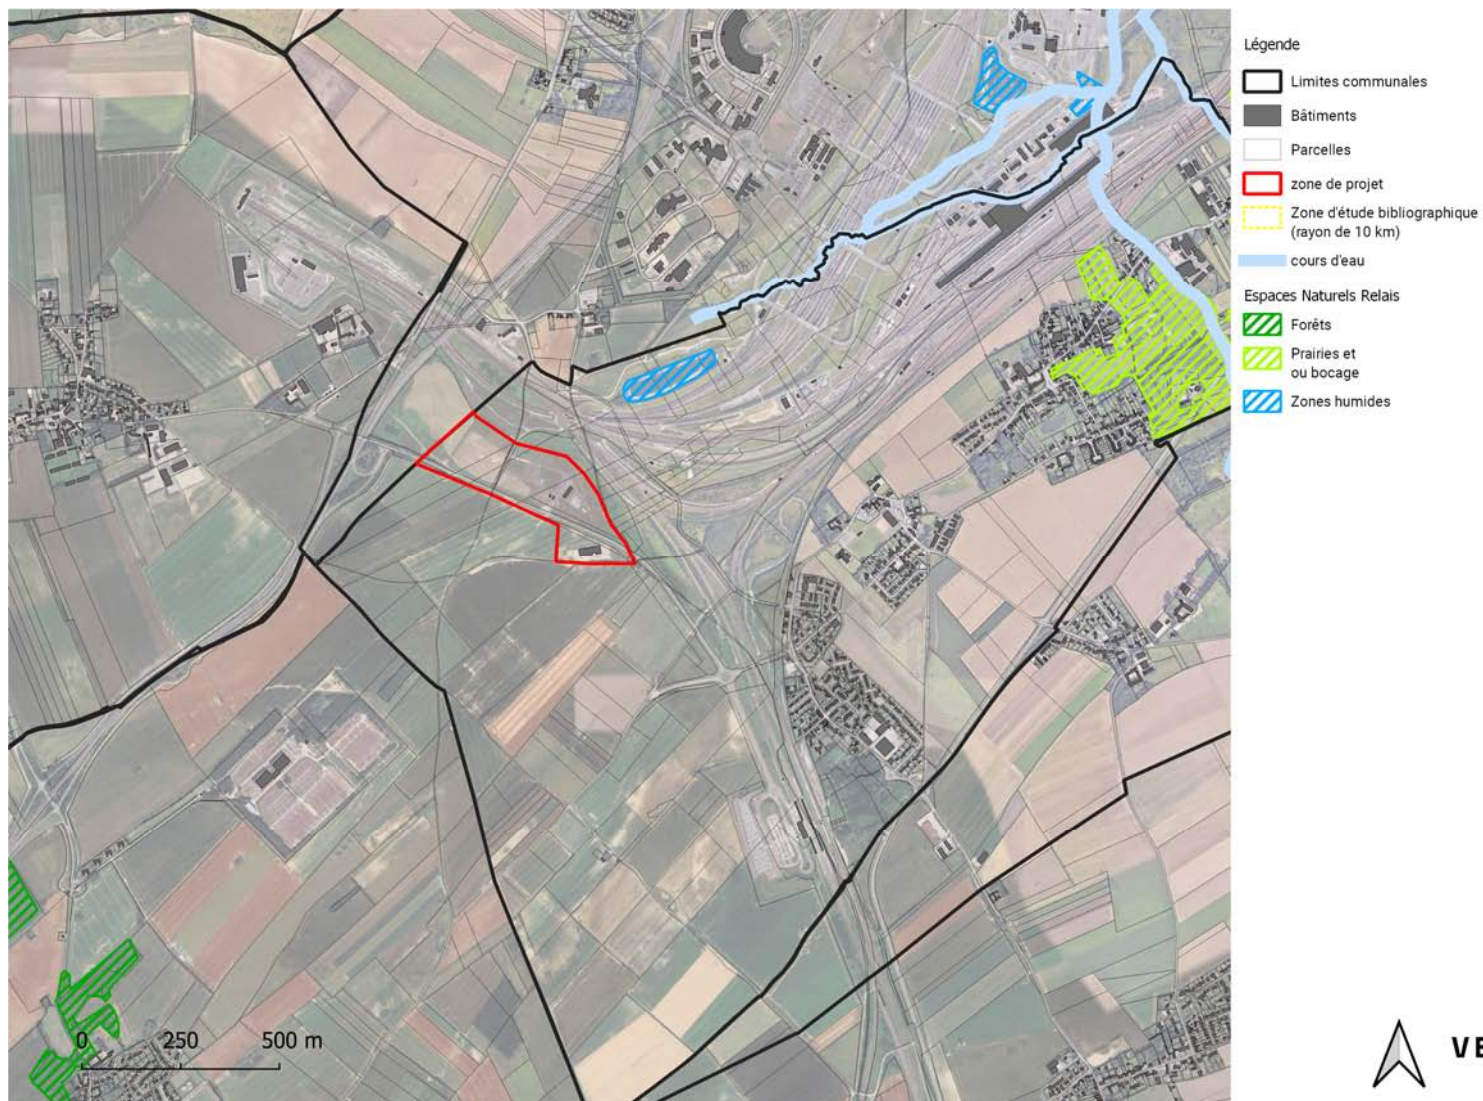 Légende
Limites communales
Bâtiments
Parcelles
zone de projet
Zone d'étude bibliographique
(rayon de 10 km)
cours d'eau
Espaces Naturels Relais
Forêts
Prairies et
ou bocage
Zones humides
0 250 500 m